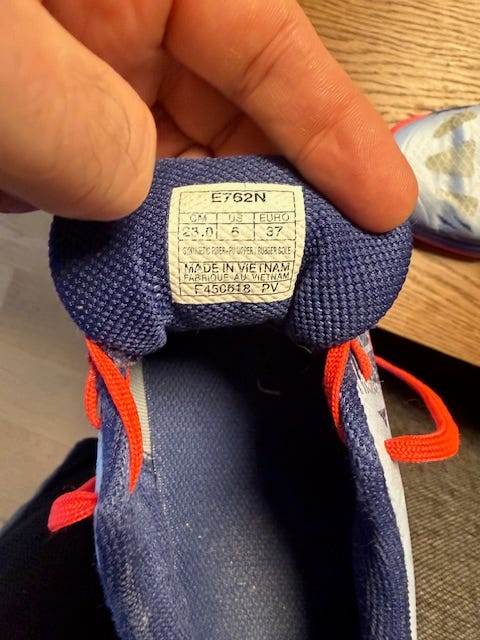 E762N
CM US EURO
23.0 6 37
SYNTHETIC FIBER+PU UPPER / RUBBER SOLE
MADE IN VIETNAM
FABRIQUE AU VIETNAM
F450618 PV